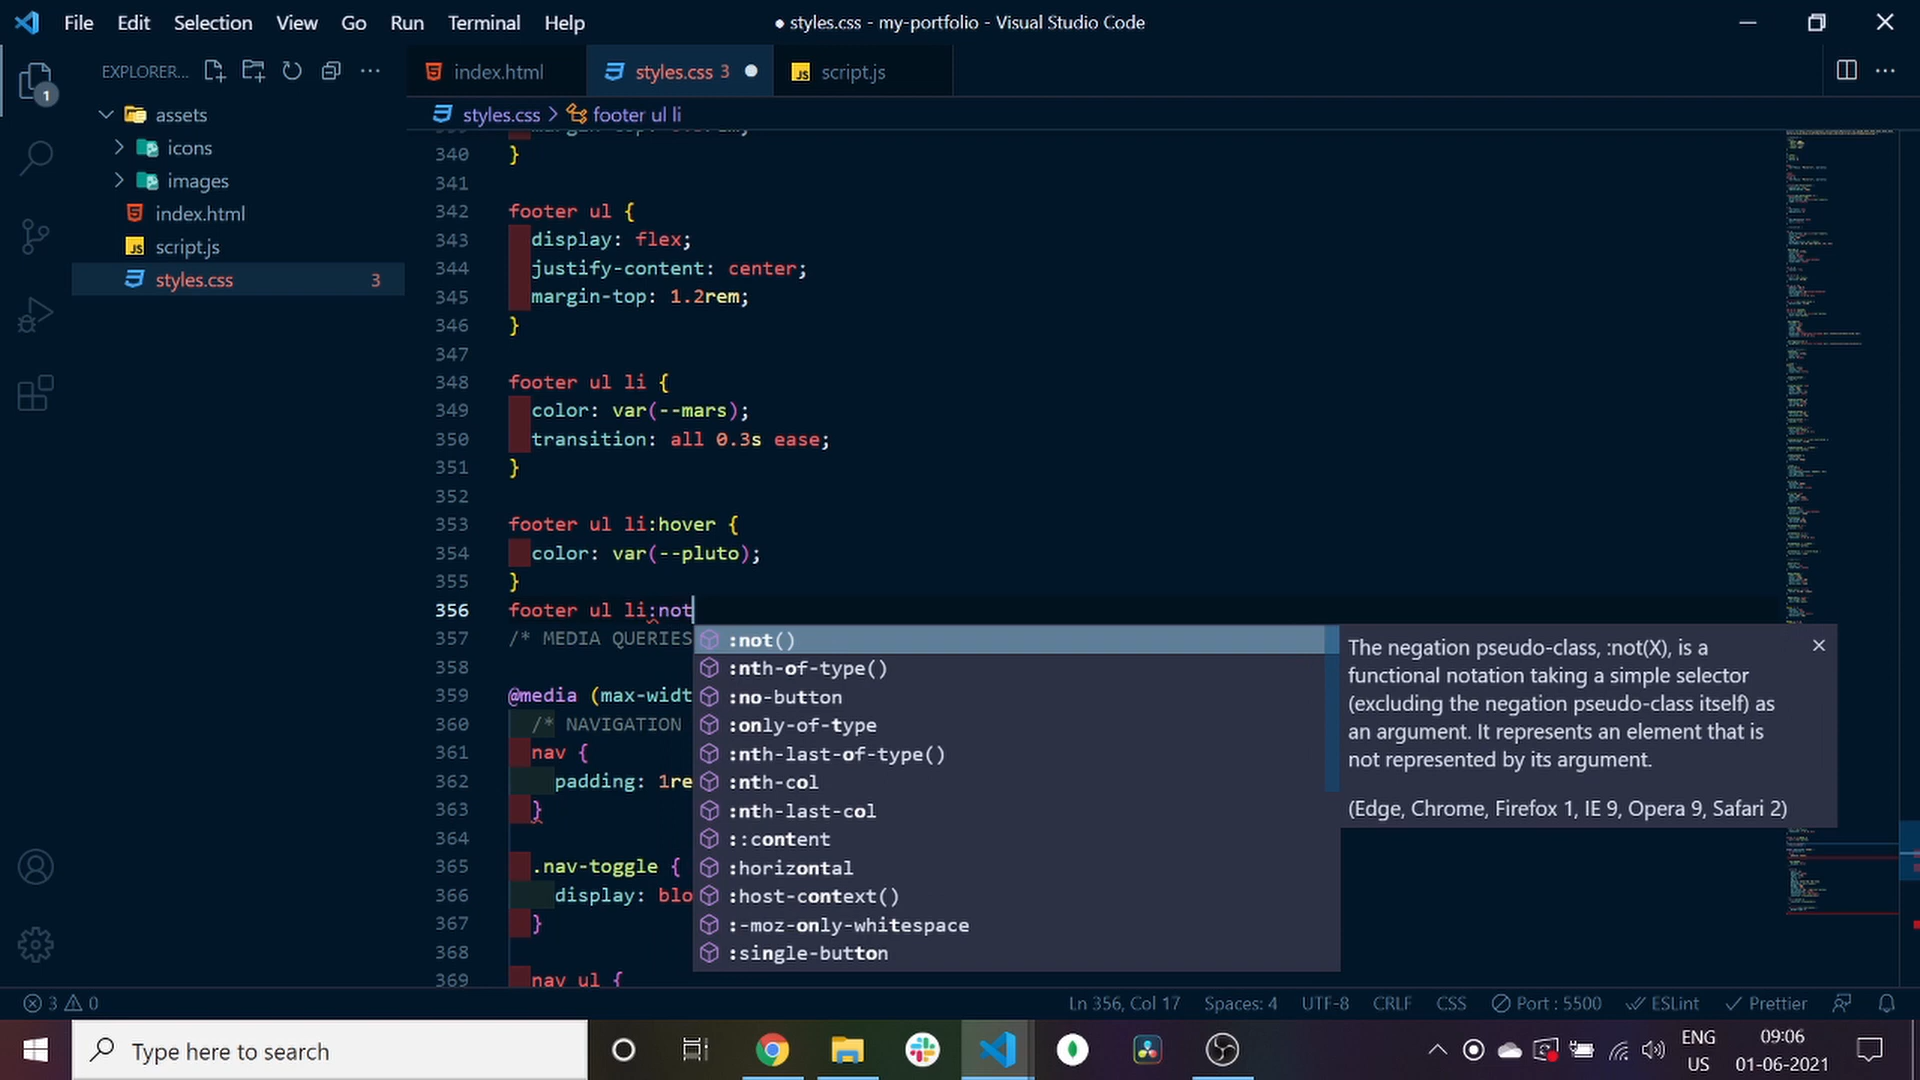 File Edit Selection View Go Run Terminal Help
● styles.css - my-portfolio - Visual Studio Code
EXPLORER...
index.html
styles.css 3
script.js
styles.css > footer ul li
1
assets
icons
images
index.html
script.js
styles.css 3
340 }
341
342 footer ul {
343 display: flex;
344 justify-content: center;
345 margin-top: 1.2rem;
346 }
347
348 footer ul li {
349 color: var(--mars);
350 transition: all 0.3s ease;
351 }
352
353 footer ul li:hover {
354 color: var(--pluto);
355 }
356 footer ul li:not
357 /* MEDIA QUERIES
358
359 @media (max-widt
360 /* NAVIGATION
361 nav {
362 padding: 1re
363 }
364
365 .nav-toggle {
366 display: blo
367 }
368
369 nav ul {
:not()
:nth-of-type()
:no-button
:only-of-type
:nth-last-of-type()
:nth-col
:nth-last-col
::content
:horizontal
:host-context()
:-moz-only-whitespace
:single-button
The negation pseudo-class, :not(X), is a
functional notation taking a simple selector
(excluding the negation pseudo-class itself) as
an argument. It represents an element that is
not represented by its argument.
(Edge, Chrome, Firefox 1, IE 9, Opera 9, Safari 2)
3 0
Ln 356, Col 17 Spaces: 4 UTF-8 CRLF CSS Port : 5500 ESLint Prettier
Type here to search
ENG
US
09:06
01-06-2021